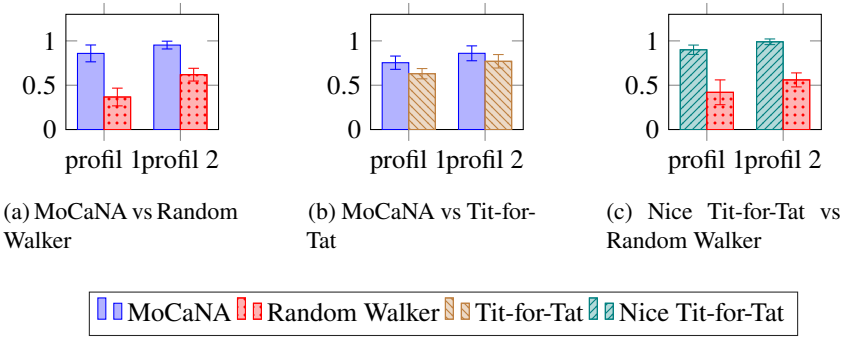 1
0.5
0
profil 1profil 2
(a) MoCaNA vs Random
Walker
1
0.5
0
profil 1profil 2
(b) MoCaNA vs Tit-for-
Tat
1
0.5
0
profil 1profil 2
(c) Nice Tit-for-Tat vs
Random Walker
MoCaNA Random Walker Tit-for-Tat Nice Tit-for-Tat